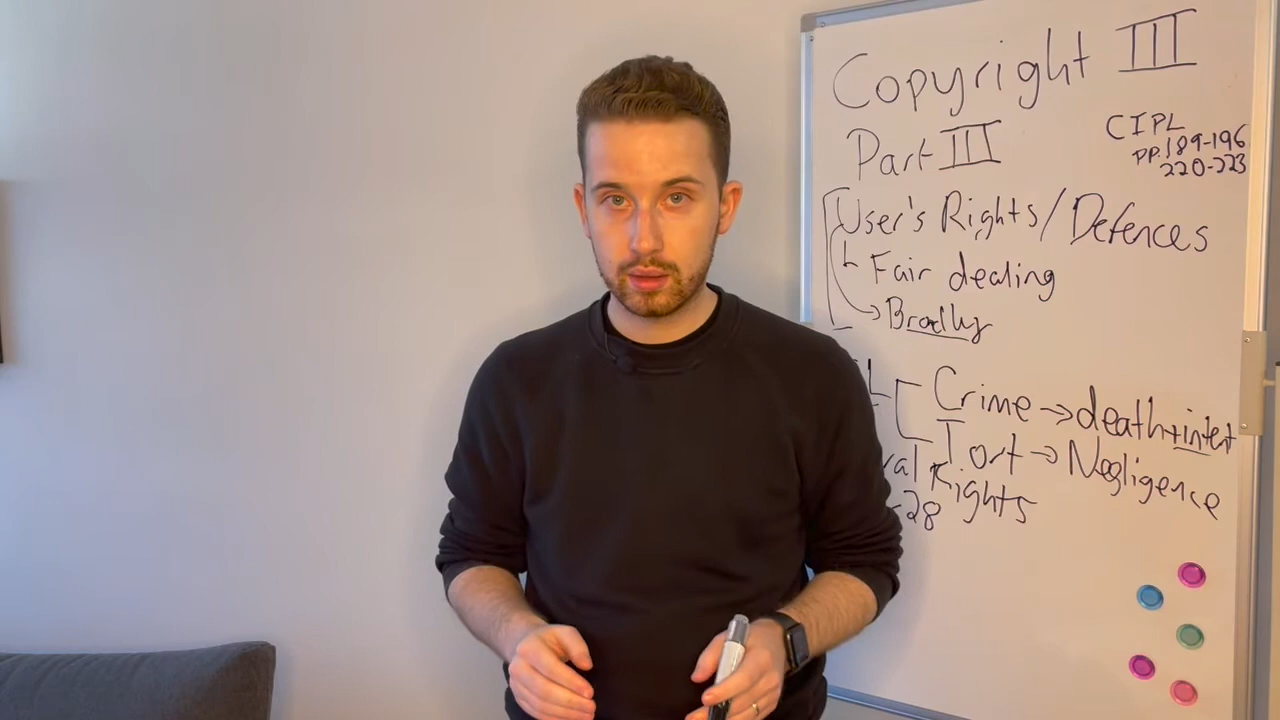 Copyright III
Part III
CIPL
pp. 189-196
220-223
User's Rights/Defences
Fair dealing
Bradly
Crime → death+intent
Tort → Negligence
Rights
28